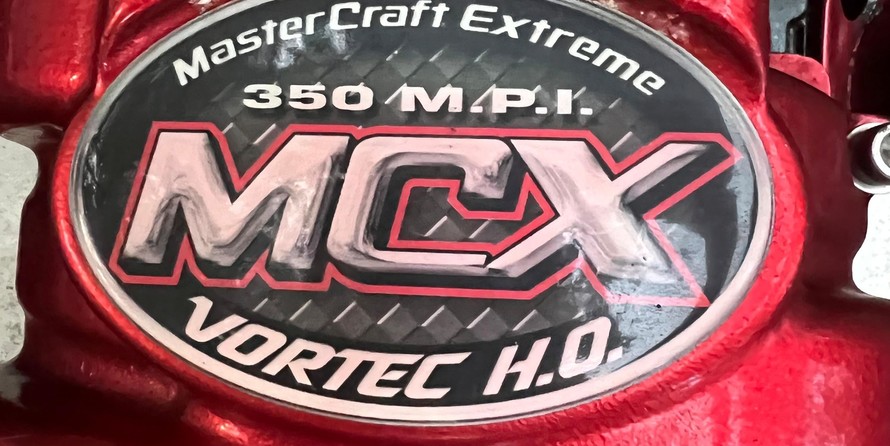 MasterCraft Extreme
350 M.P.I.
MCX
VORTEC H.O.